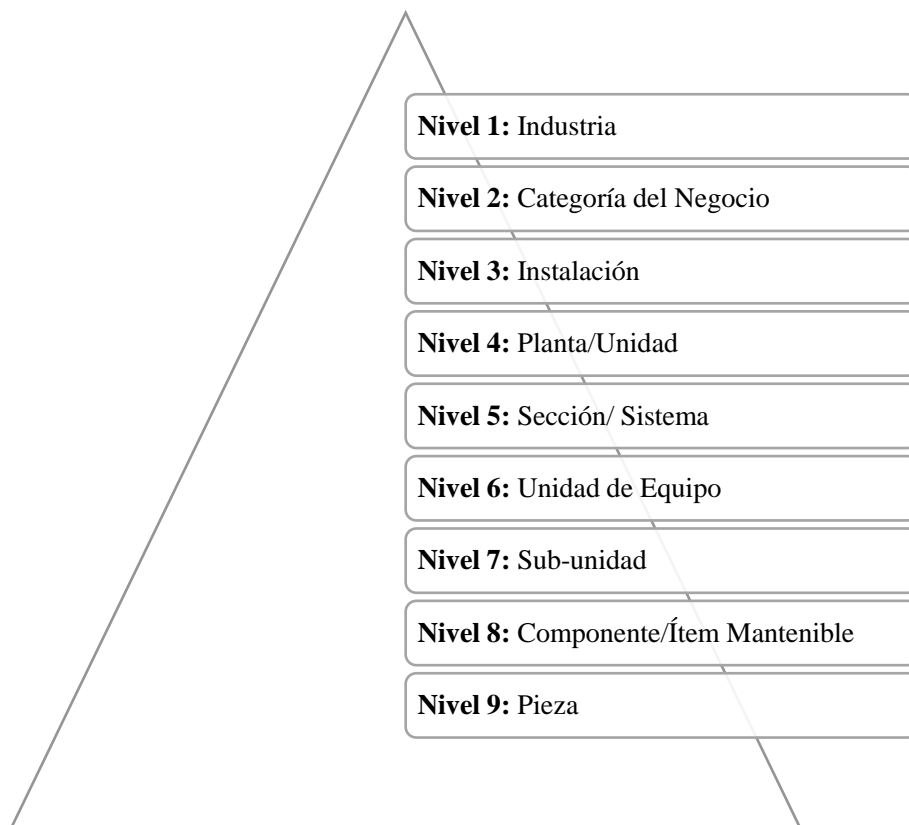 Nivel 1: Industria
Nivel 2: Categoría del Negocio
Nivel 3: Instalación
Nivel 4: Planta/Unidad
Nivel 5: Sección/ Sistema
Nivel 6: Unidad de Equipo
Nivel 7: Sub-unidad
Nivel 8: Componente/Ítem Mantenible
Nivel 9: Pieza